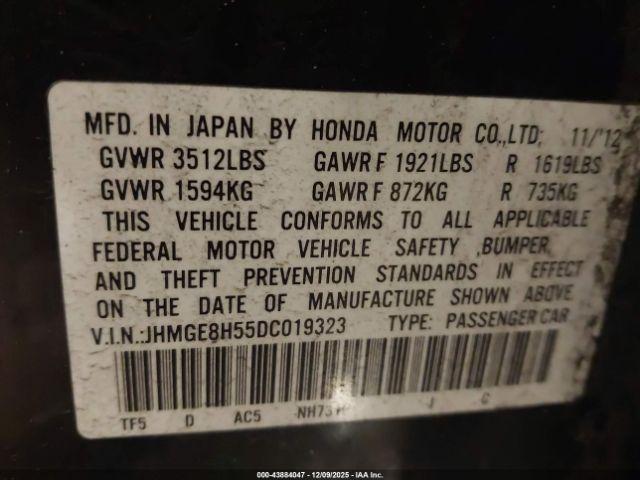 MFD. IN JAPAN BY HONDA MOTOR CO.,LTD; 11/'12
GVWR 3512LBS GAWR F 1921LBS R 1619LBS
GVWR 1594KG GAWR F 872KG R 735KG
THIS VEHICLE CONFORMS TO ALL APPLICABLE
FEDERAL MOTOR VEHICLE SAFETY ,BUMPER,
AND THEFT PREVENTION STANDARDS IN EFFECT
ON THE DATE OF MANUFACTURE SHOWN ABOVE
V.I.N.:JHMGE8H55DC019323 TYPE: PASSENGER CAR
TF5 D AC5 J C
000-43884047 - 12/09/2025 - IAA Inc.